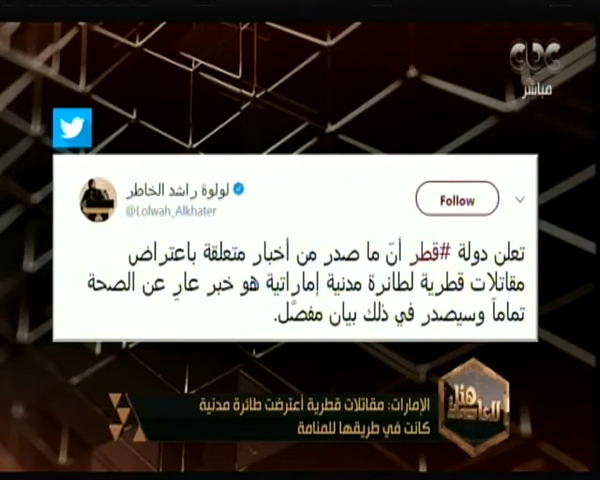 cbc
مباشر
لولوة راشد الخاطر
@Lolwah_Alkhater
Follow
تعلن دولة #قطر أنّ ما صدر من أخبار متعلقة باعتراض
مقاتلات قطرية لطائرة مدنية إماراتية هو خبر عارٍ عن الصحة
تماماً وسيصدر في ذلك بيان مفصّل.
هنا العاصمة
الإمارات: مقاتلات قطرية أعترضت طائرة مدنية
كانت في طريقها للمنامة